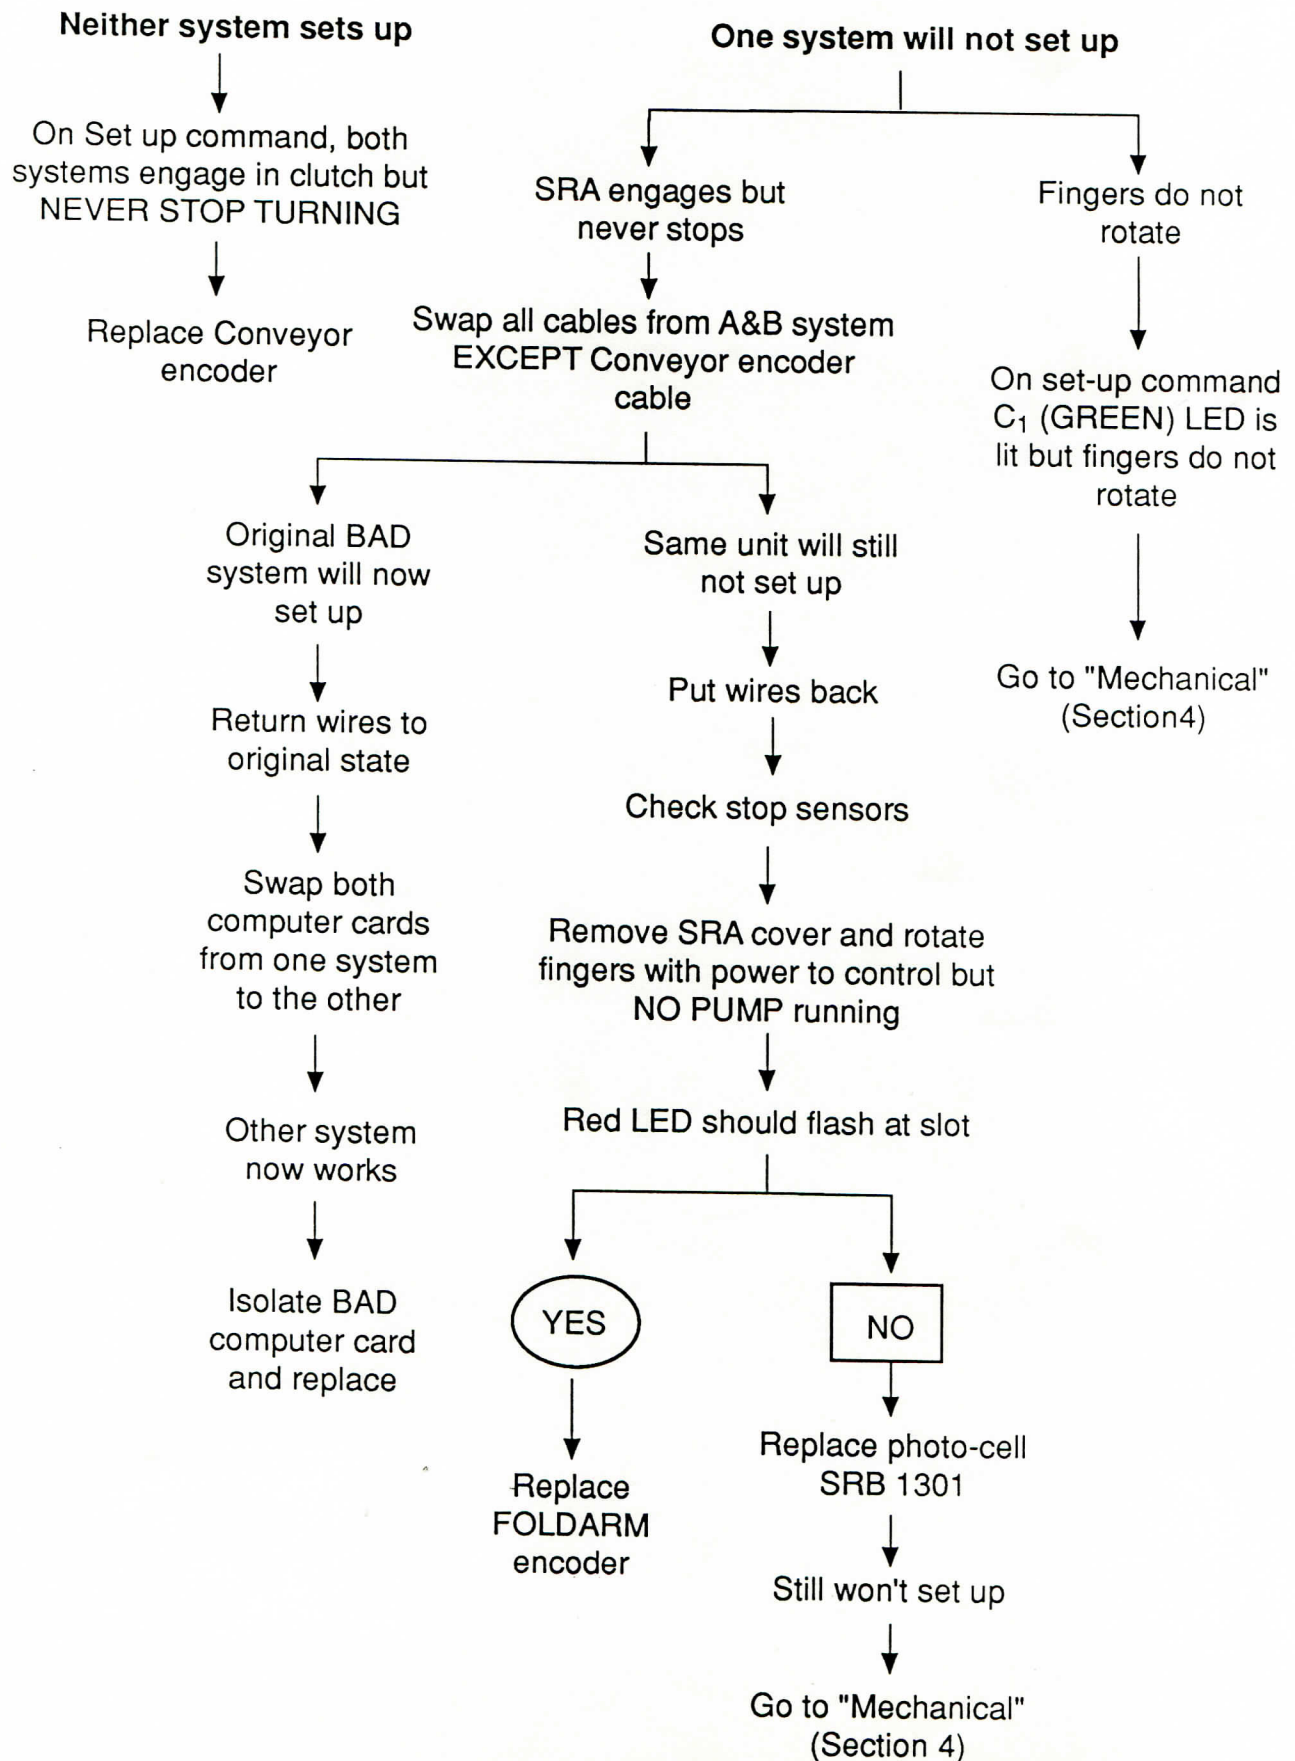 Neither system sets up
On Set up command, both
systems engage in clutch but
NEVER STOP TURNING
Replace Conveyor
encoder
One system will not set up
SRA engages but
never stops
Swap all cables from A&B system
EXCEPT Conveyor encoder
cable
Original BAD
system will now
set up
Return wires to
original state
Swap both
computer cards
from one system
to the other
Other system
now works
Isolate BAD
computer card
and replace
Same unit will still
not set up
Put wires back
Check stop sensors
Remove SRA cover and rotate
fingers with power to control but
NO PUMP running
Red LED should flash at slot
YES
Replace
FOLDARM
encoder
NO
Replace photo-cell
SRB 1301
Still won't set up
Go to "Mechanical"
(Section 4)
Fingers do not
rotate
On set-up command
C₁ (GREEN) LED is
lit but fingers do not
rotate
Go to "Mechanical"
(Section4)